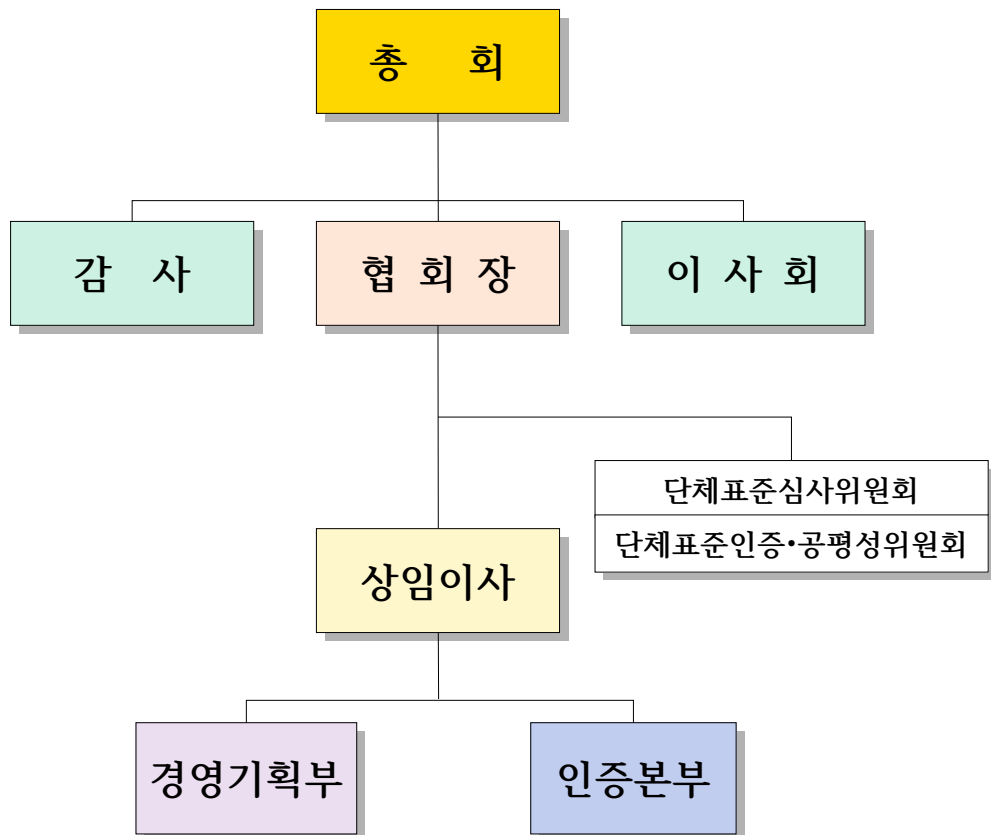 총 회
감 사
협 회 장
이 사 회
단체표준심사위원회
단체표준인증•공평성위원회
상임이사
경영기획부
인증본부